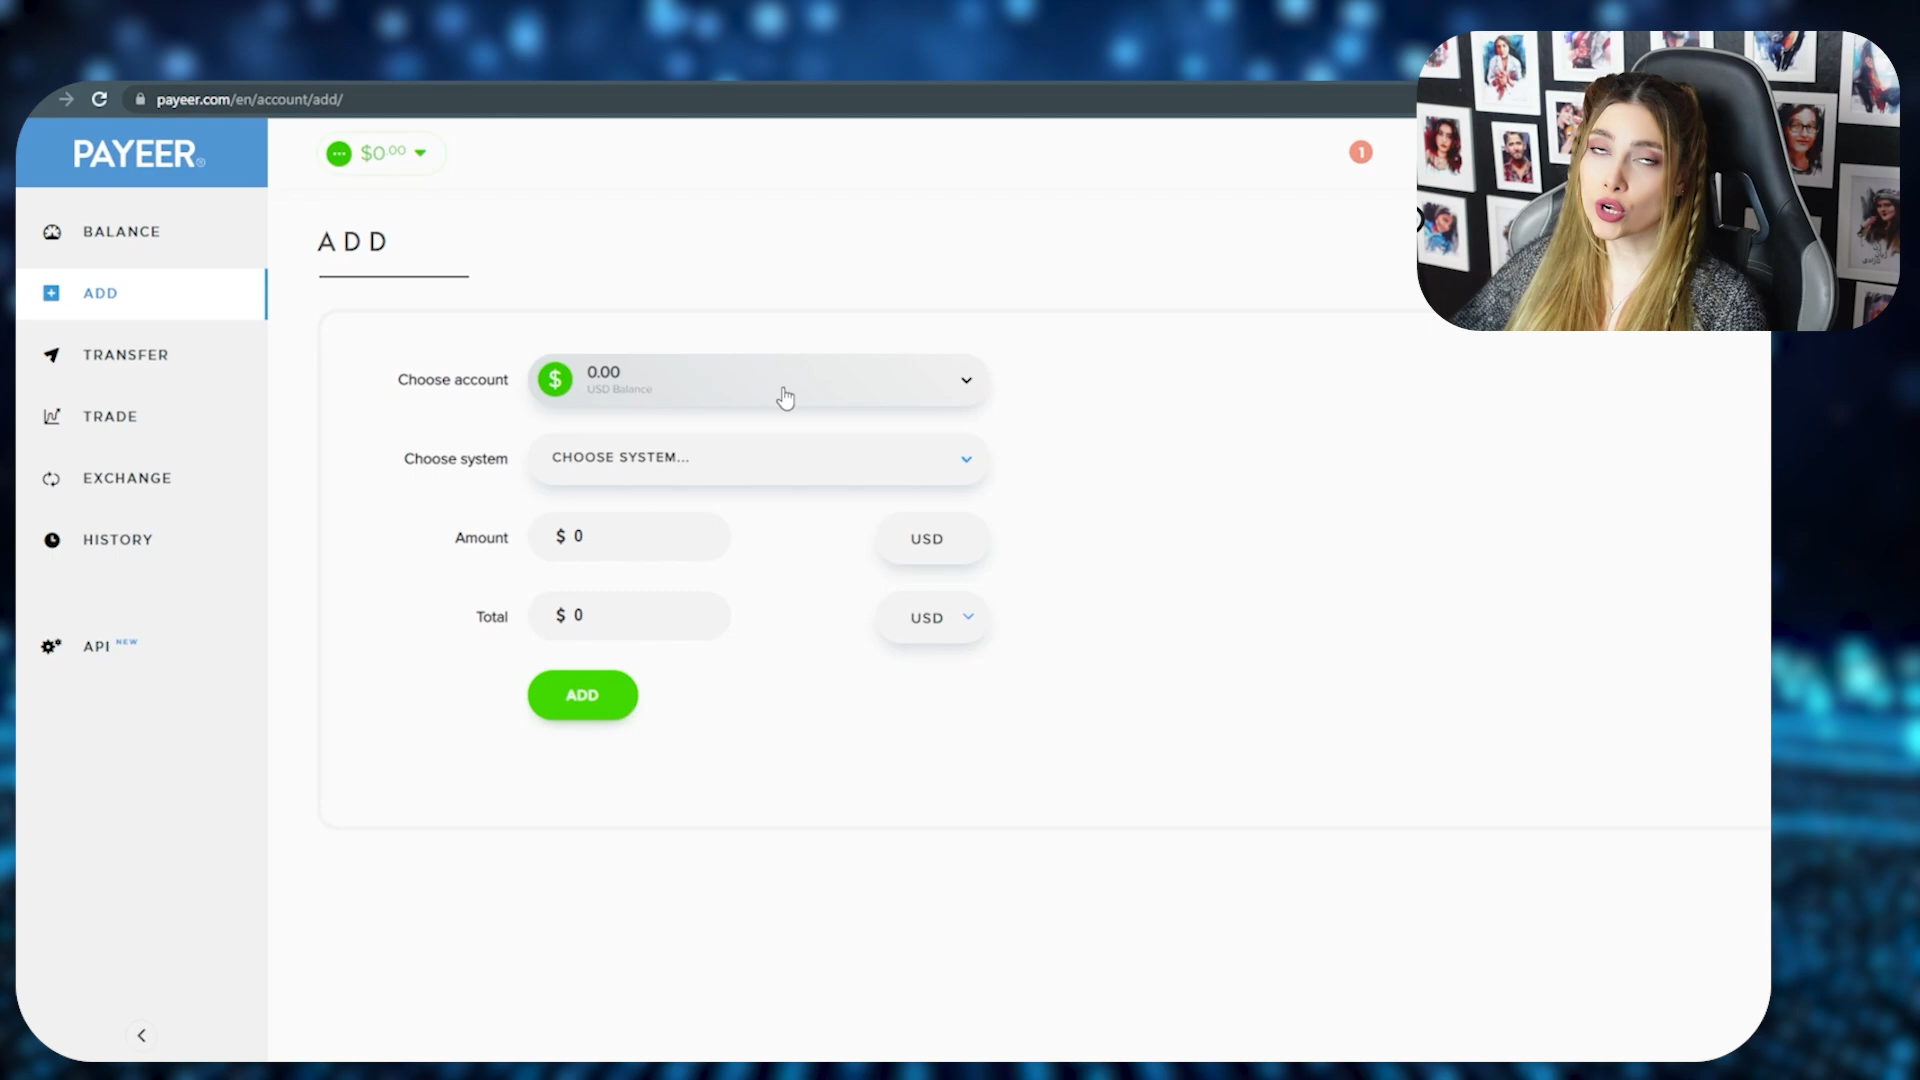 payeer.com/en/account/add/
PAYEER®
$0.00
1
BALANCE
ADD
TRANSFER
TRADE
EXCHANGE
HISTORY
API NEW
ADD
Choose account
$
0.00
USD Balance
Choose system
CHOOSE SYSTEM...
Amount
$ 0
USD
Total
$ 0
USD
ADD